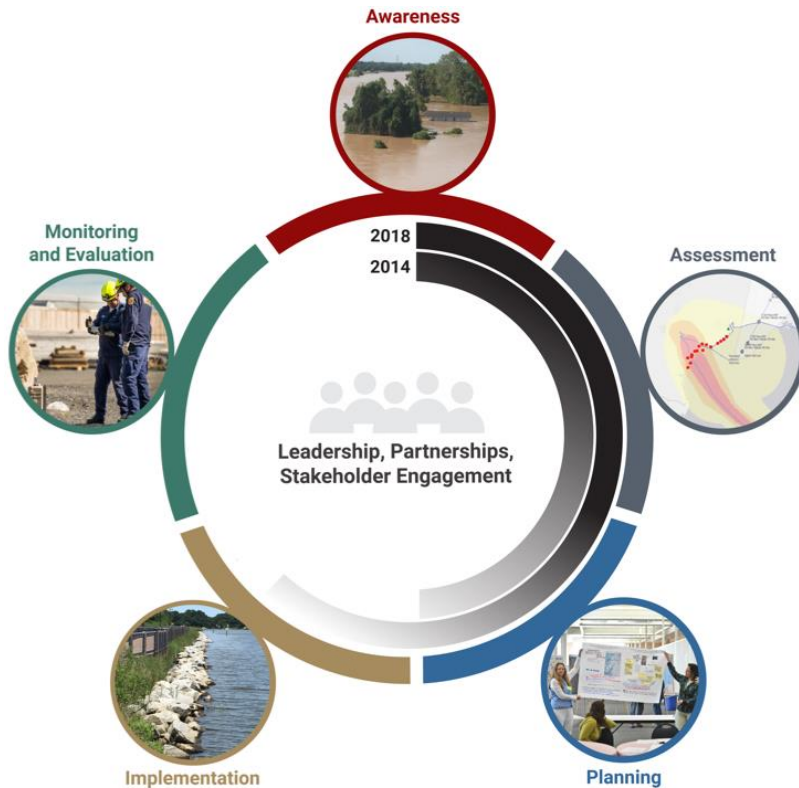 Awareness
Monitoring
and Evaluation
2018
2014
Assessment
Leadership, Partnerships,
Stakeholder Engagement
Implementation
Planning